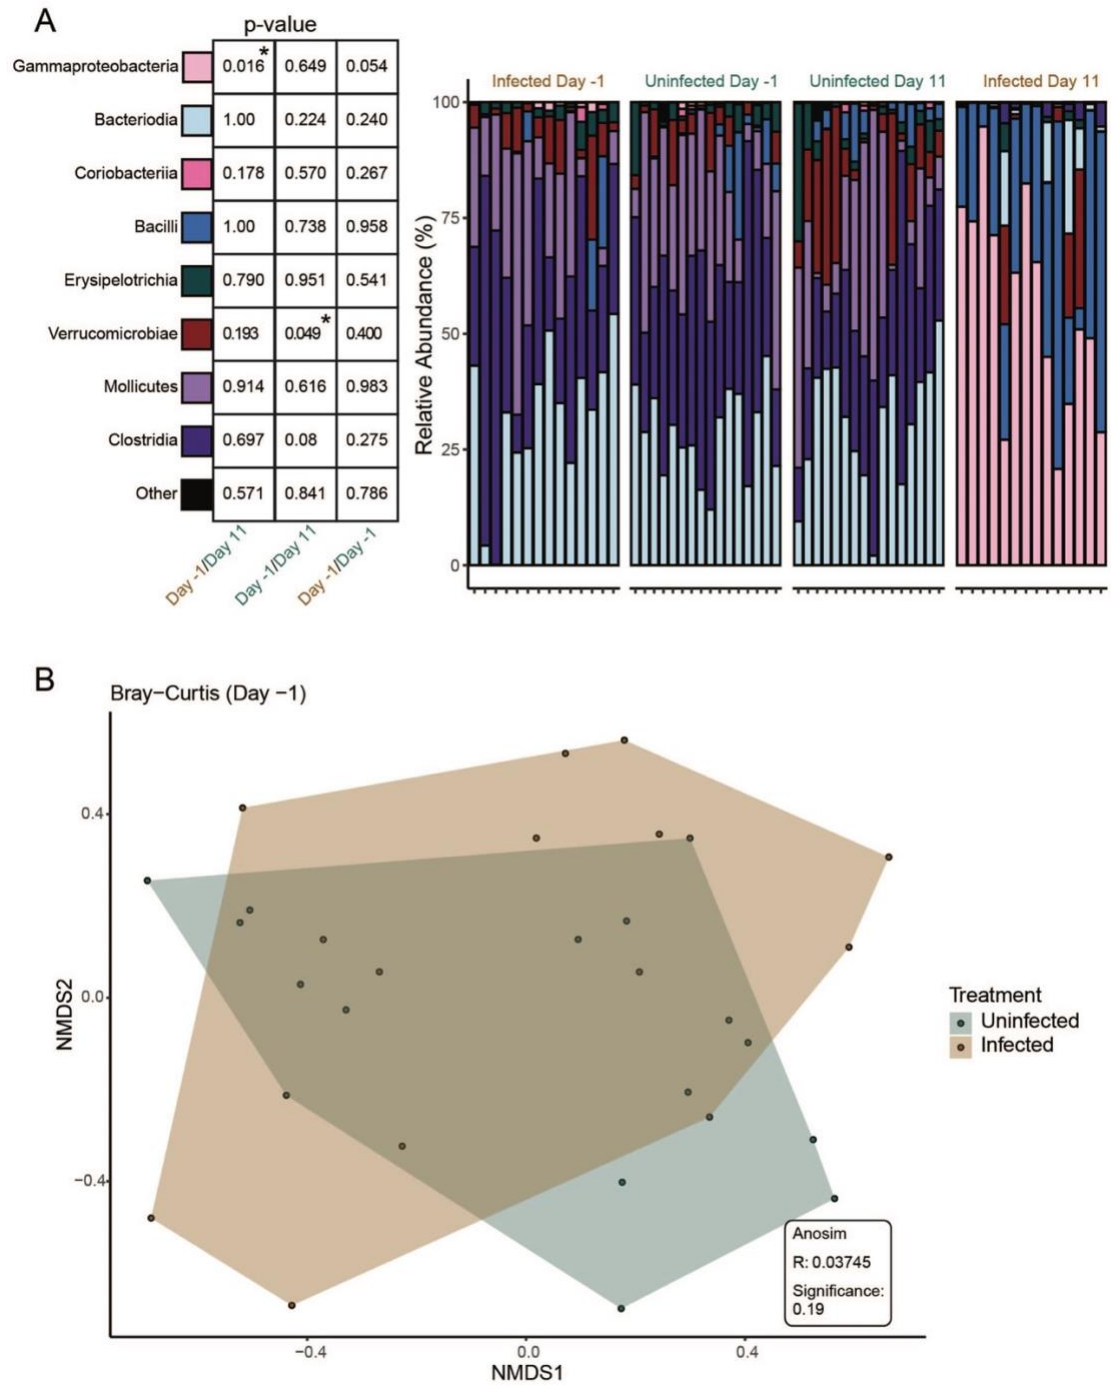 A
p-value
Gammaproteobacteria 0.016* 0.649 0.054
Bacteriodia 1.00 0.224 0.240
Coriobacteriia 0.178 0.570 0.267
Bacilli 1.00 0.738 0.958
Erysipelotrichia 0.790 0.951 0.541
Verrucomicrobiae 0.193 0.049* 0.400
Mollicutes 0.914 0.616 0.983
Clostridia 0.697 0.08 0.275
Other 0.571 0.841 0.786
Day -1/Day 11 Day -1/Day 11 Day -1/Day -1
Infected Day -1 Uninfected Day -1 Uninfected Day 11 Infected Day 11
Relative Abundance (%)
100
75
50
25
0
B
Bray−Curtis (Day −1)
NMDS2
0.4
0.0
−0.4
Treatment
Uninfected
Infected
Anosim
R: 0.03745
Significance:
0.19
−0.4 0.0 0.4
NMDS1